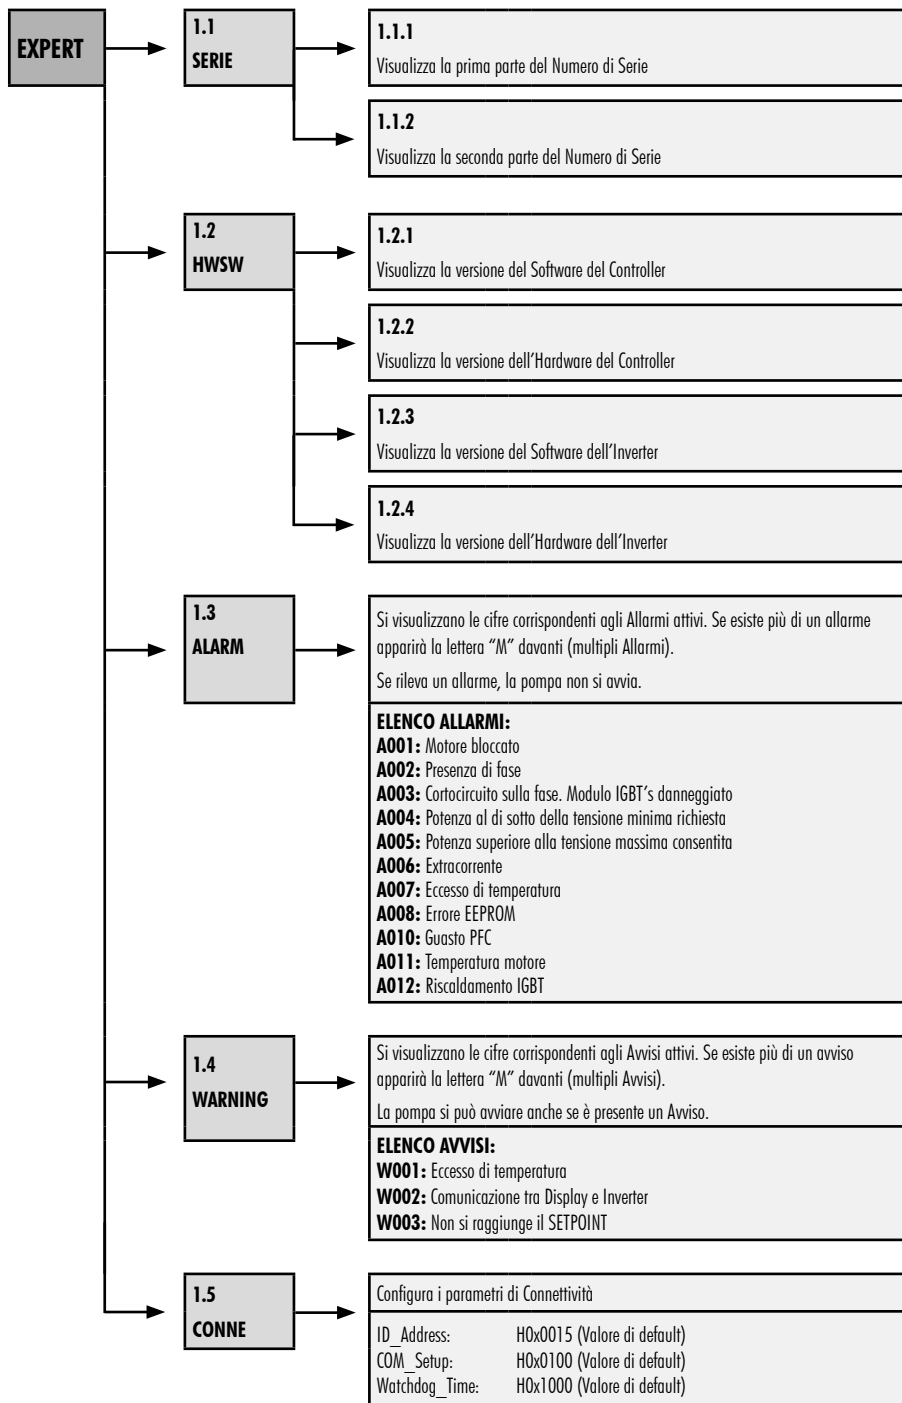 EXPERT
1.1
SERIE
1.1.1
Visualizza la prima parte del Numero di Serie
1.1.2
Visualizza la seconda parte del Numero di Serie
1.2
HWSW
1.2.1
Visualizza la versione del Software del Controller
1.2.2
Visualizza la versione dell'Hardware del Controller
1.2.3
Visualizza la versione del Software dell'Inverter
1.2.4
Visualizza la versione dell'Hardware dell'Inverter
1.3
ALARM
Si visualizzano le cifre corrispondenti agli Allarmi attivi. Se esiste più di un allarme
apparirà la lettera "M" davanti (multipli Allarmi).
Se rileva un allarme, la pompa non si avvia.
ELENCO ALLARMI:
A001: Motore bloccato
A002: Presenza di fase
A003: Cortocircuito sulla fase. Modulo IGBT's danneggiato
A004: Potenza al di sotto della tensione minima richiesta
A005: Potenza superiore alla tensione massima consentita
A006: Extracorrente
A007: Eccesso di temperatura
A008: Errore EEPROM
A010: Guasto PFC
A011: Temperatura motore
A012: Riscaldamento IGBT
1.4
WARNING
Si visualizzano le cifre corrispondenti agli Avvisi attivi. Se esiste più di un avviso
apparirà la lettera "M" davanti (multipli Avvisi).
La pompa si può avviare anche se è presente un Avviso.
ELENCO AVVISI:
W001: Eccesso di temperatura
W002: Comunicazione tra Display e Inverter
W003: Non si raggiunge il SETPOINT
1.5
CONNE
Configura i parametri di Connettività
ID_Address: H0x0015 (Valore di default)
COM_Setup: H0x0100 (Valore di default)
Watchdog_Time: H0x1000 (Valore di default)